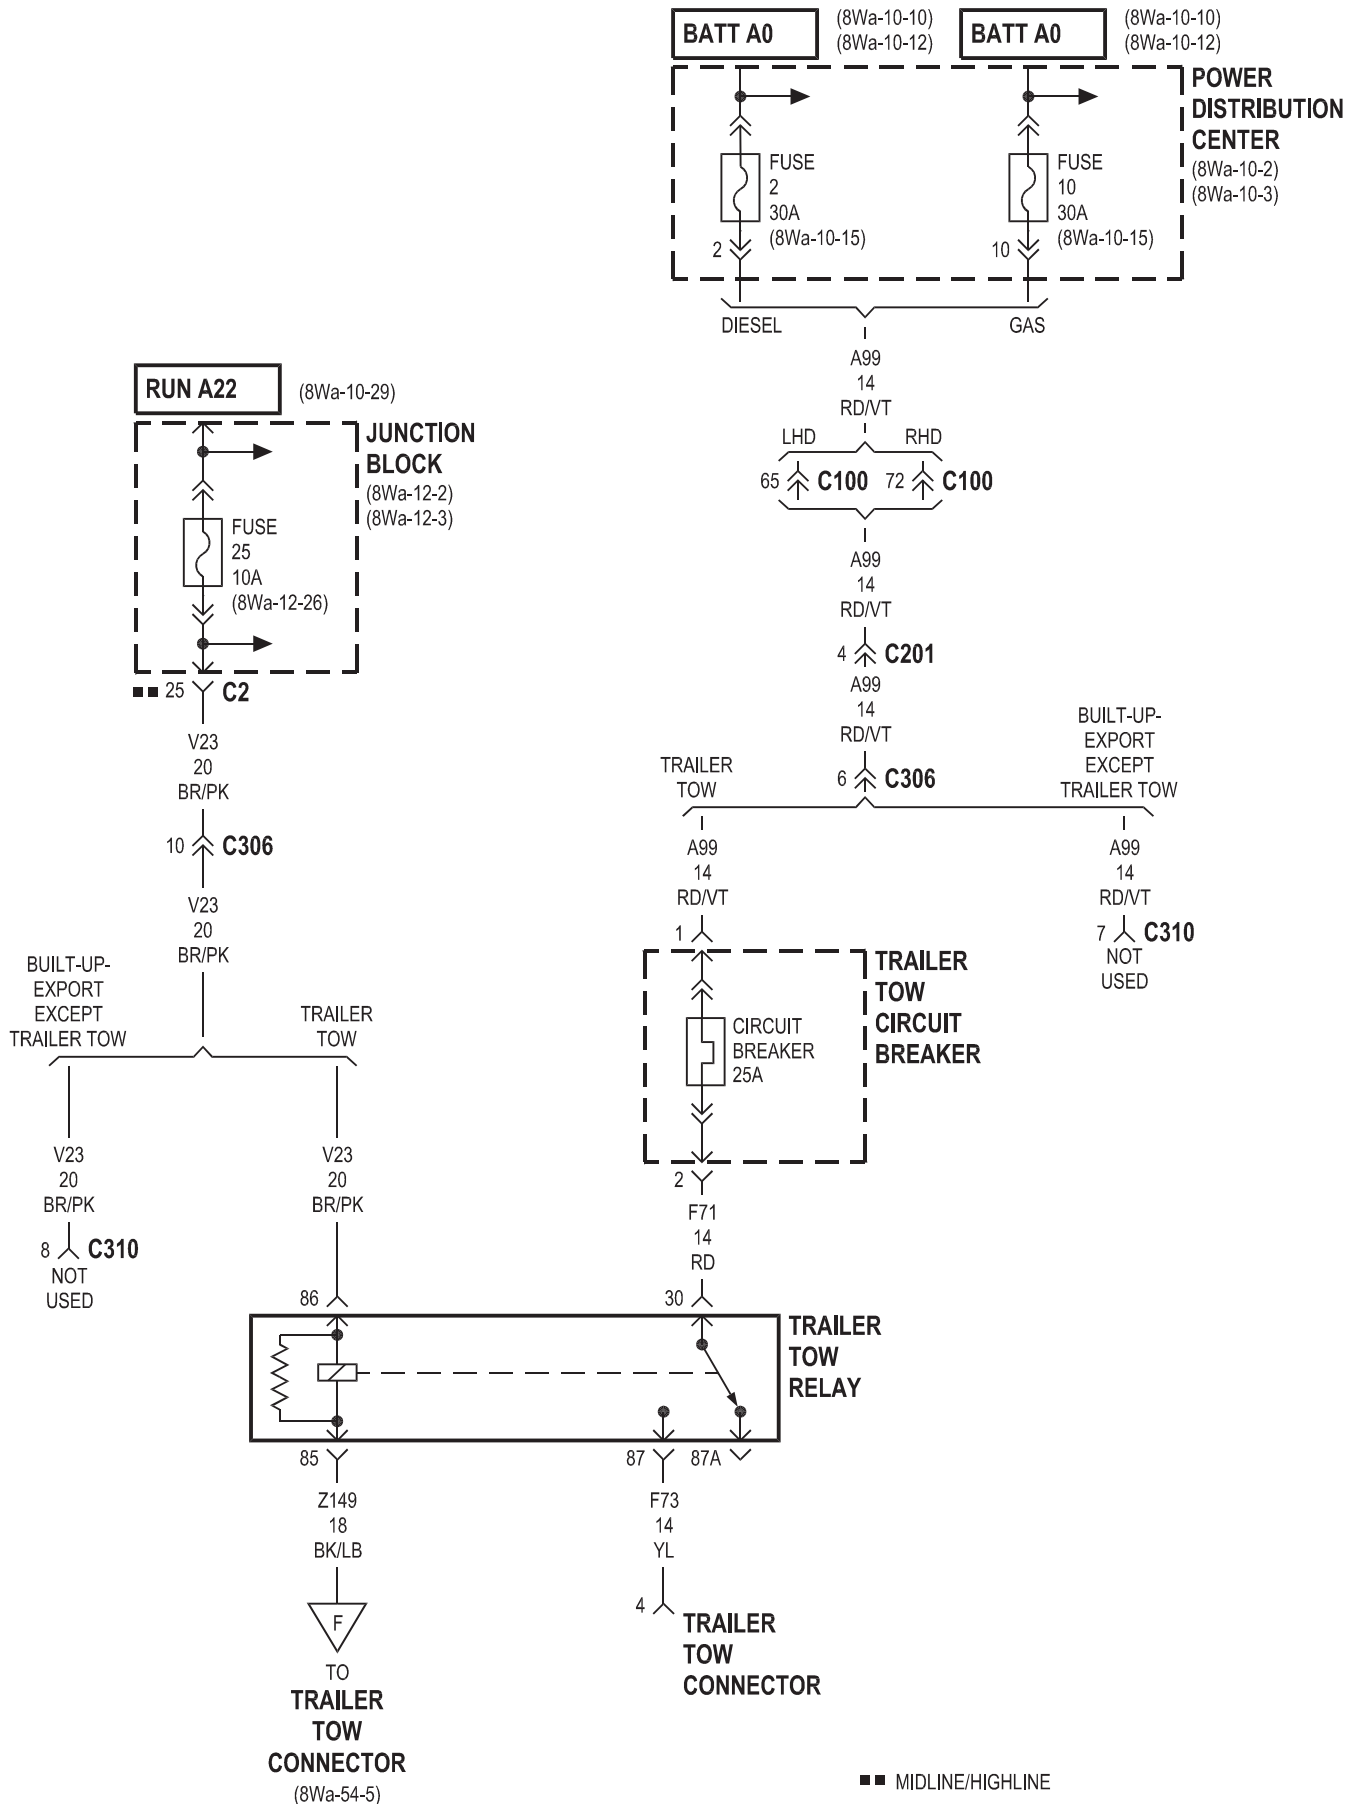 BATT A0
(8Wa-10-10)
(8Wa-10-12)
BATT A0
(8Wa-10-10)
(8Wa-10-12)
POWER
DISTRIBUTION
CENTER
(8Wa-10-2)
(8Wa-10-3)
FUSE
2
30A
(8Wa-10-15)
2
FUSE
10
30A
(8Wa-10-15)
10
DIESEL
GAS
A99
14
RD/VT
LHD
RHD
65
C100
72
C100
A99
14
RD/VT
4
C201
A99
14
RD/VT
6
C306
TRAILER
TOW
BUILT-UP-
EXPORT
EXCEPT
TRAILER TOW
A99
14
RD/VT
A99
14
RD/VT
7
C310
NOT
USED
1
TRAILER
TOW
CIRCUIT
BREAKER
CIRCUIT
BREAKER
25A
2
F71
14
RD
RUN A22
(8Wa-10-29)
JUNCTION
BLOCK
(8Wa-12-2)
(8Wa-12-3)
FUSE
25
10A
(8Wa-12-26)
25
C2
V23
20
BR/PK
10
C306
V23
20
BR/PK
BUILT-UP-
EXPORT
EXCEPT
TRAILER TOW
TRAILER
TOW
V23
20
BR/PK
8
C310
NOT
USED
V23
20
BR/PK
86
30
TRAILER
TOW
RELAY
85
87
87A
Z149
18
BK/LB
F
TO
TRAILER
TOW
CONNECTOR
(8Wa-54-5)
F73
14
YL
4
TRAILER
TOW
CONNECTOR
MIDLINE/HIGHLINE